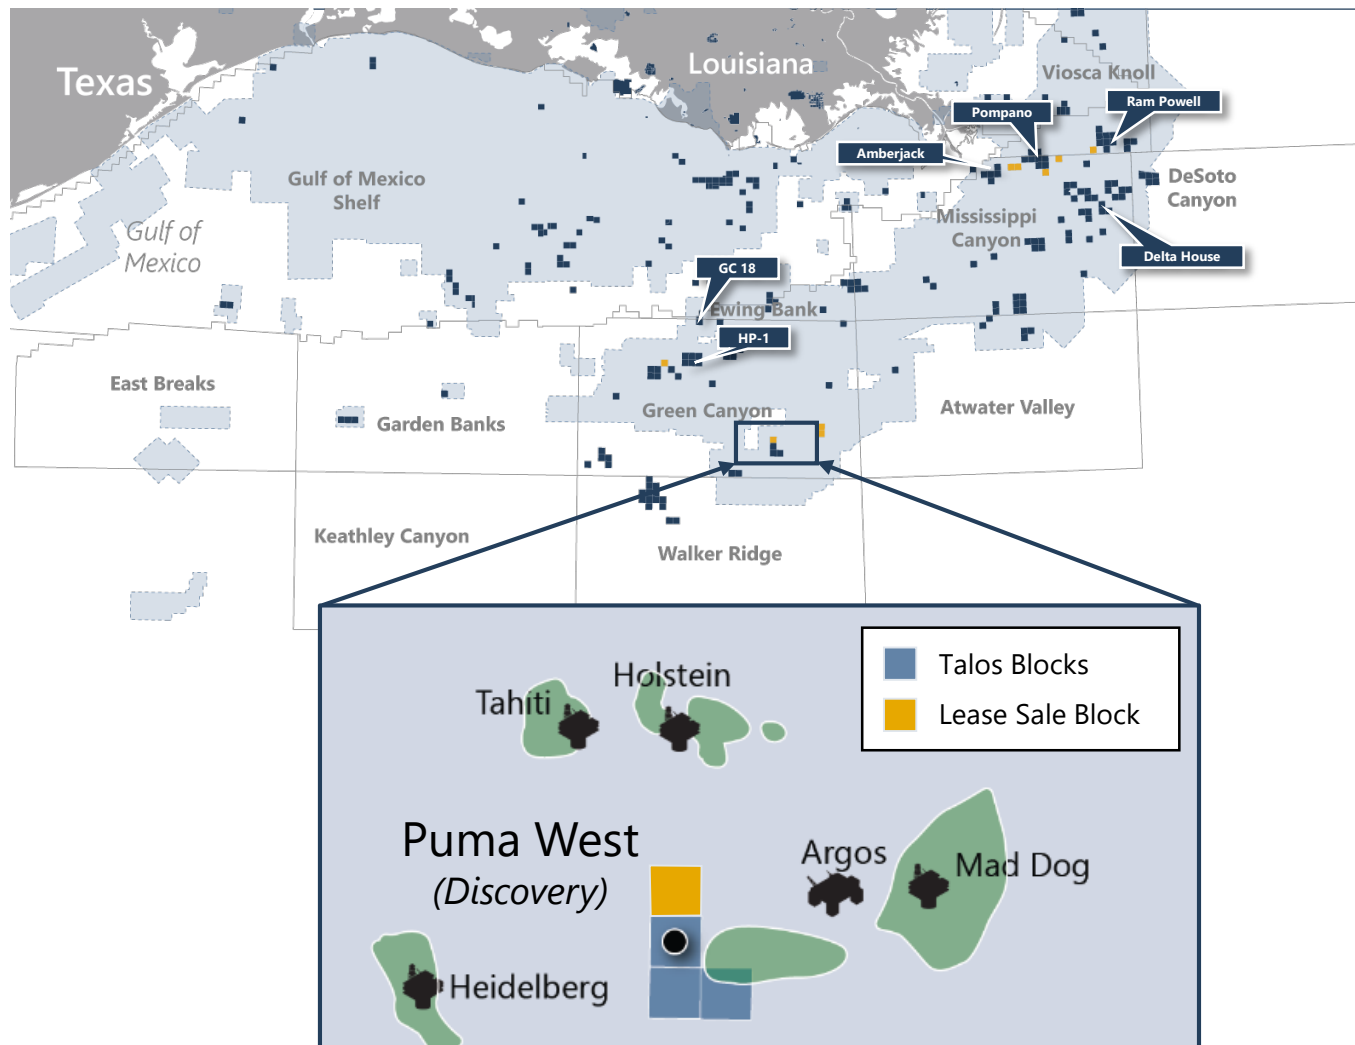 Texas
Louisiana
Viosca Knoll
Ram Powell
Pompano
Amberjack
Gulf of Mexico
Shelf
DeSoto
Canyon
Mississippi
Canyon
Gulf of
Mexico
Delta House
GC 18
Ewing Bank
HP-1
East Breaks
Garden Banks
Green Canyon
Atwater Valley
Keathley Canyon
Walker Ridge
Talos Blocks
Lease Sale Block
Tahiti
Holstein
Puma West
(Discovery)
Argos
Mad Dog
Heidelberg